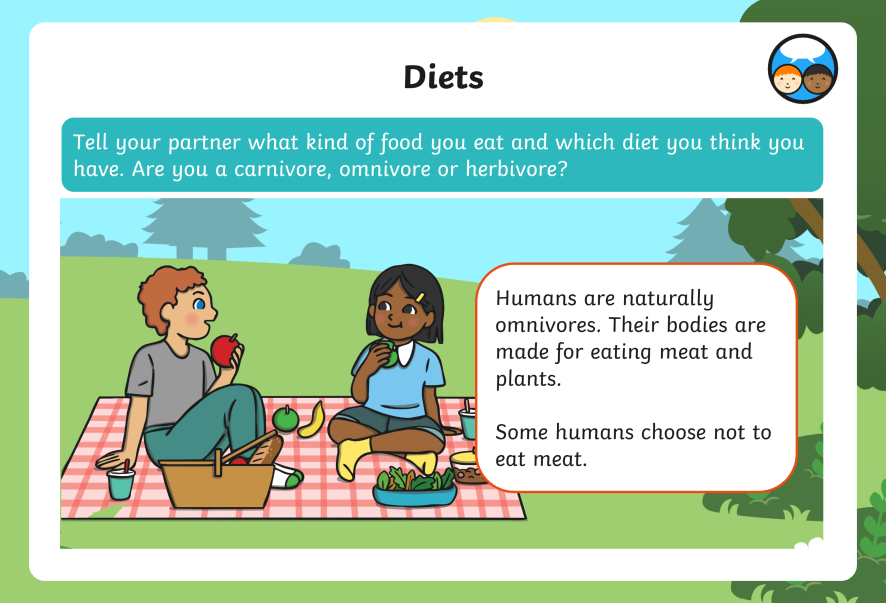 Diets
Tell your partner what kind of food you eat and which diet you think you
have. Are you a carnivore, omnivore or herbivore?
Humans are naturally
omnivores. Their bodies are
made for eating meat and
plants.
Some humans choose not to
eat meat.